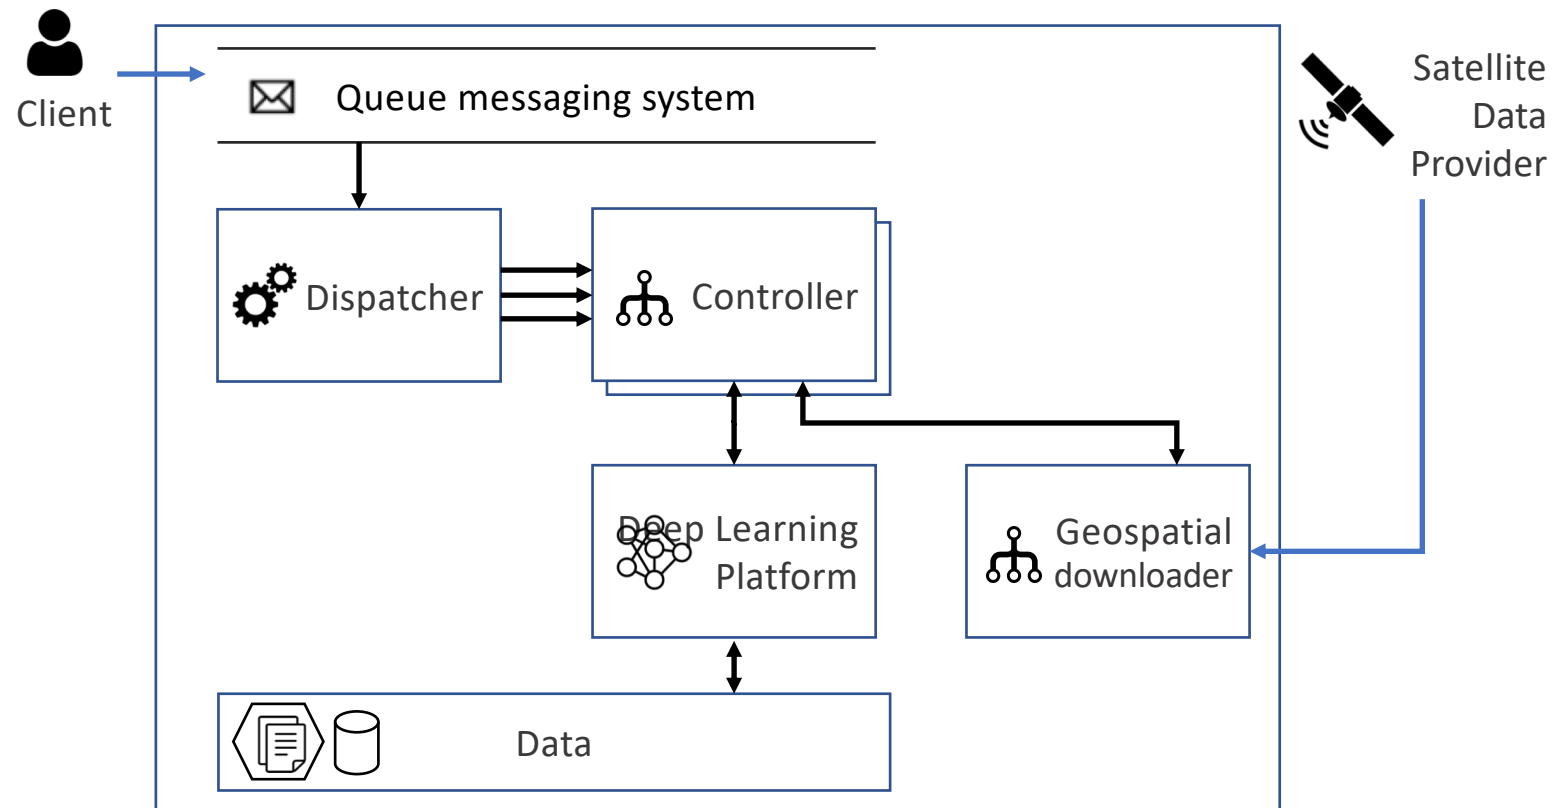 Client
Queue messaging system
Satellite
Data
Provider
Dispatcher
Controller
Deep Learning
Platform
Geospatial
downloader
Data